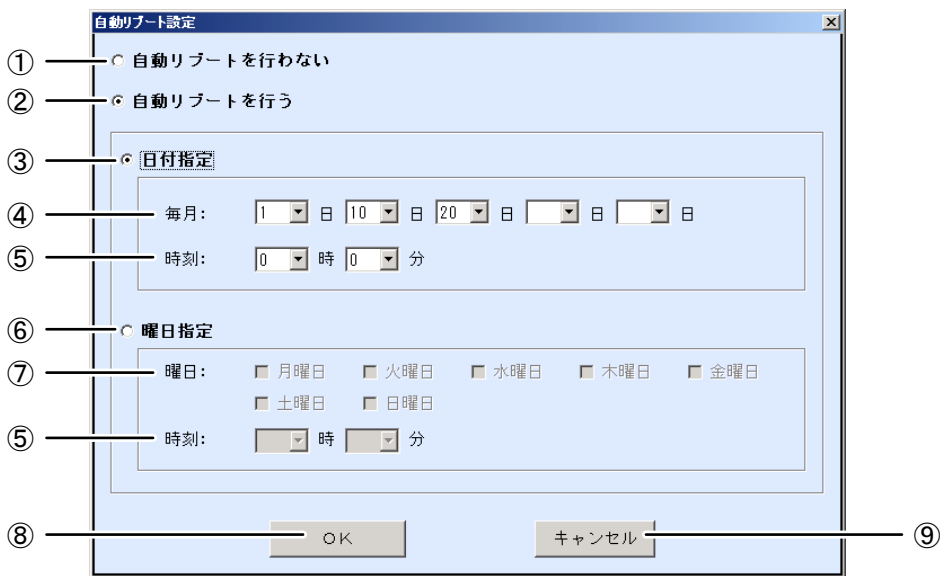 自動リブート設定
① 自動リブートを行わない
② 自動リブートを行う
③ 日付指定
④ 毎月: 1 日 10 日 20 日 日 日
⑤ 時刻: 0 時 0 分
⑥ 曜日指定
⑦ 曜日: 月曜日 火曜日 水曜日 木曜日 金曜日
土曜日 日曜日
⑤ 時刻: 時 分
⑧ OK キャンセル ⑨